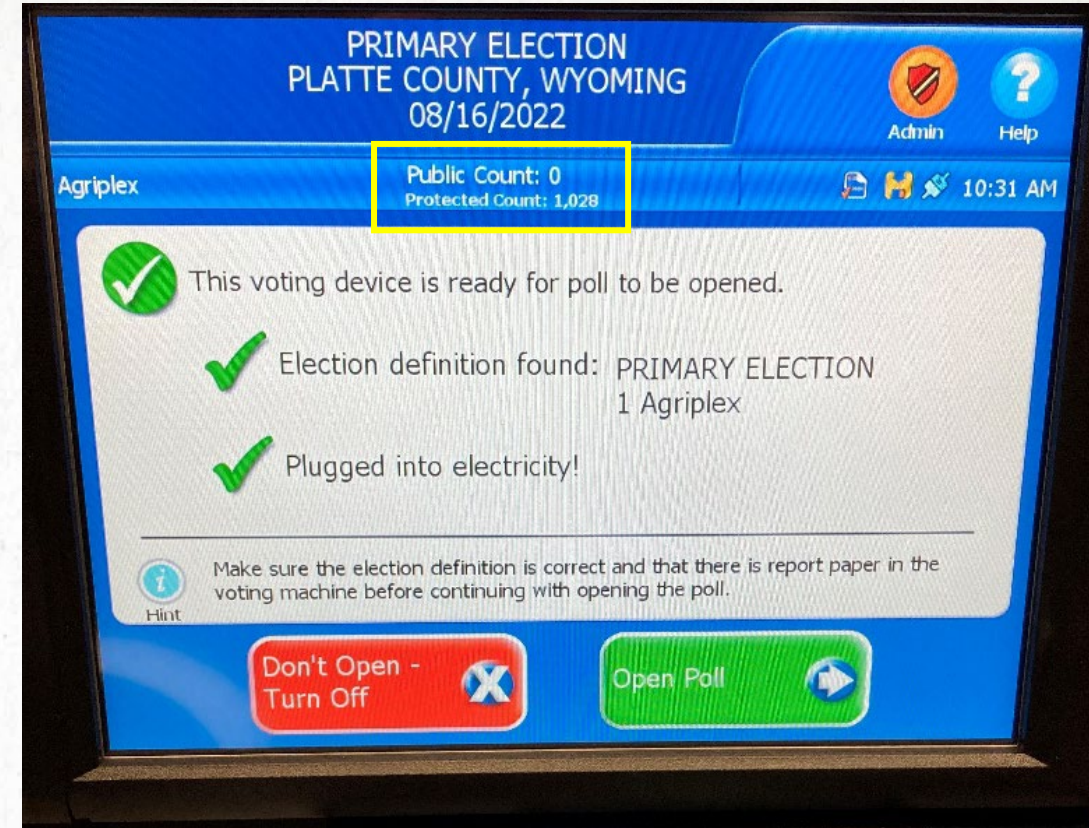 PRIMARY ELECTION
PLATTE COUNTY, WYOMING
08/16/2022
Admin
Help
Agriplex
Public Count: 0
Protected Count: 1,028
10:31 AM
This voting device is ready for poll to be opened.
Election definition found: PRIMARY ELECTION
1 Agriplex
Plugged into electricity!
Make sure the election definition is correct and that there is report paper in the
voting machine before continuing with opening the poll.
Hint
Don't Open -
Turn Off
Open Poll